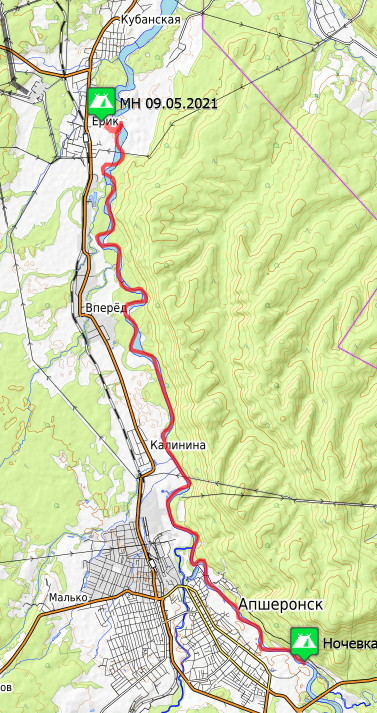 Кубанская
МН 09.05.2021
Ерик
Вперёд
Калинина
Малько
Апшеронск
Ночевка
ов